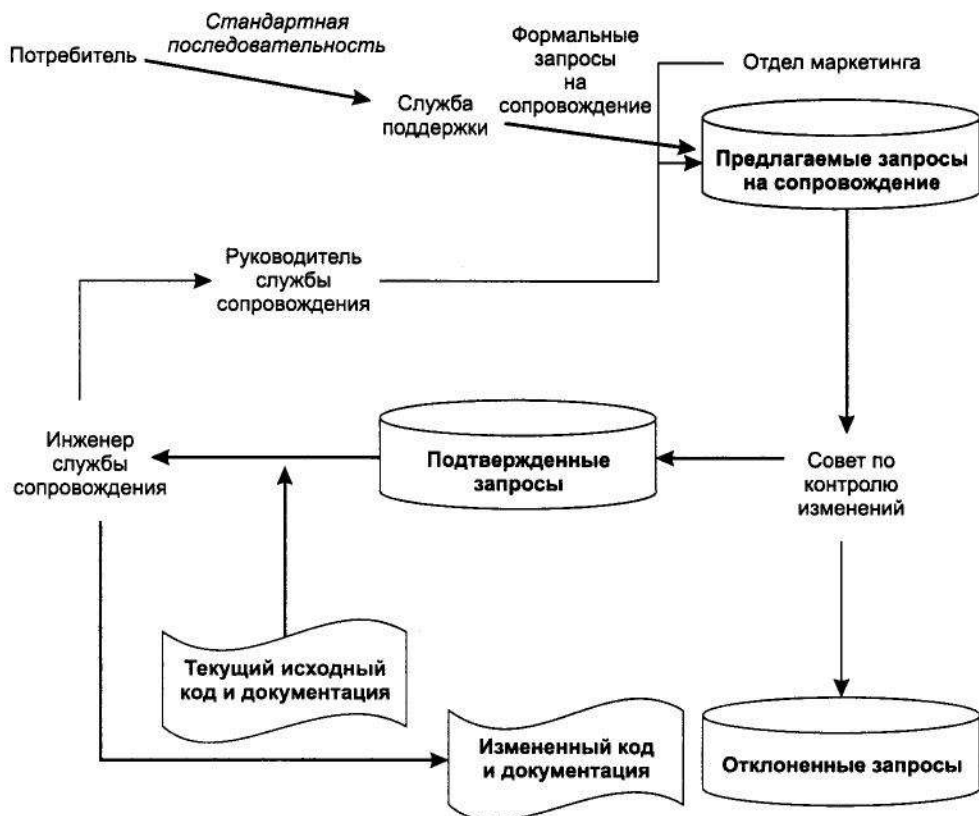 Стандартная
последовательность
Потребитель
Формальные
запросы
на
сопровождение
Отдел маркетинга
Служба
поддержки
Предлагаемые запросы
на сопровождение
Руководитель
службы
сопровождения
Инженер
службы
сопровождения
Подтвержденные
запросы
Совет по
контролю
изменений
Текущий исходный
код и документация
Измененный код
и документация
Отклоненные запросы